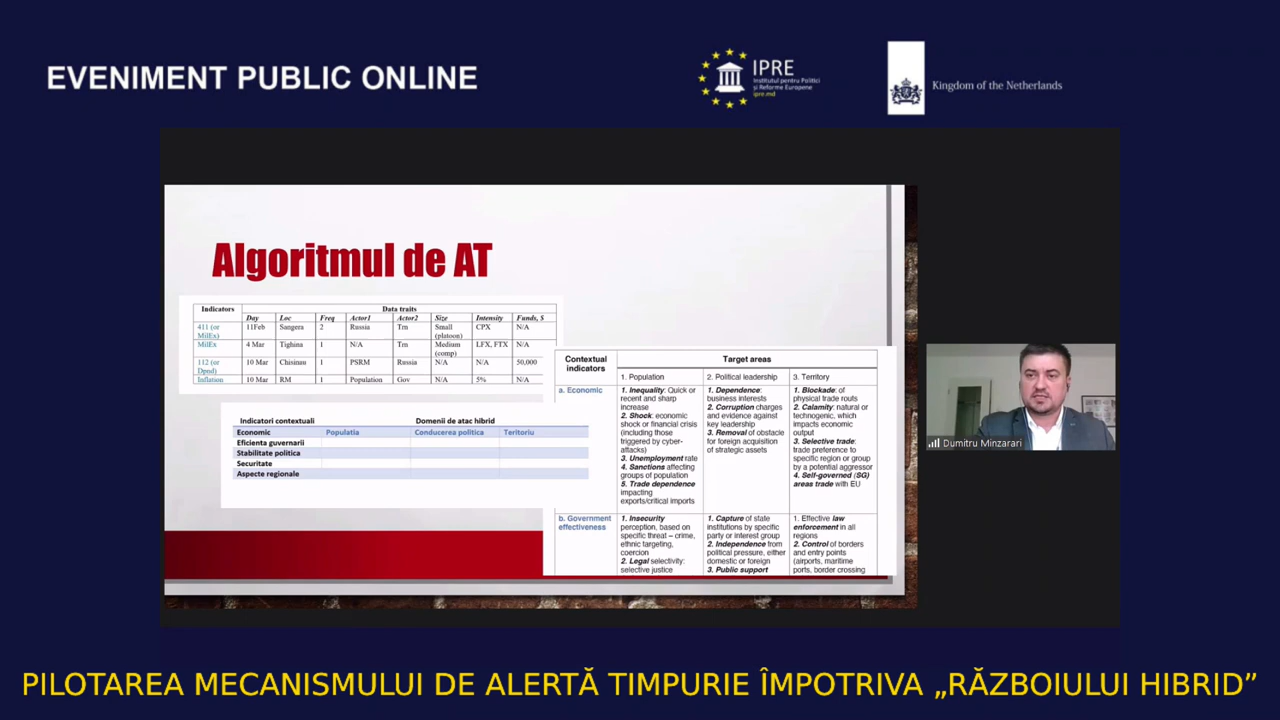 EVENIMENT PUBLIC ONLINE
IPRE
Institutul pentru Politici
și Reforme Europene
ipre.md
Kingdom of the Netherlands
Algoritmul de AT
Indicators Data traits
Day Loc Freq Actor1 Actor2 Size Intensity Funds, $
411 (or MilEx) 11Feb Sangera 2 Russia Trn Small (platoon) CPX N/A
MilEx 4 Mar Tighina 1 N/A Trn Medium (comp) LFX, FTX N/A
112 (or Dpnd) 10 Mar Chisinau 1 PSRM Russia N/A N/A 50,000
Inflation 10 Mar RM 1 Population Gov N/A 5% N/A
Indicatori contextuali Domenii de atac hibrid
Economic Populatia Conducerea politica Teritoriu
Eficienta guvernarii
Stabilitate politica
Securitate
Aspecte regionale
Contextual indicators Target areas
1. Population 2. Political leadership 3. Territory
a. Economic
1. Inequality: Quick or
recent and sharp
increase
2. Shock: economic
shock or financial crisis
(including those
triggered by cyber-
attacks)
3. Unemployment rate
4. Sanctions affecting
groups of population
5. Trade dependence
impacting
exports/critical imports
1. Dependence:
business interests
2. Corruption charges
and evidence against
key leadership
3. Removal of obstacle
for foreign acquisition
of strategic assets
1. Blockade: of
physical trade routs
2. Calamity: natural or
technogenic, which
impacts economic
output
3. Selective trade:
trade preference to
specific region or group
by a potential aggressor
4. Self-governed (SG)
areas trade with EU
b. Government
effectiveness
1. Insecurity
perception, based on
specific threat – crime,
ethnic targeting,
coercion
2. Legal selectivity:
selective justice
1. Capture of state
institutions by specific
party or interest group
2. Independence from
political pressure, either
domestic or foreign
3. Public support
1. Effective law
enforcement in all
regions
2. Control of borders
and entry points
(airports, maritime
ports, border crossing
Dumitru Minzarari
PILOTAREA MECANISMULUI DE ALERTĂ TIMPURIE ÎMPOTRIVA „RĂZBOIULUI HIBRID”